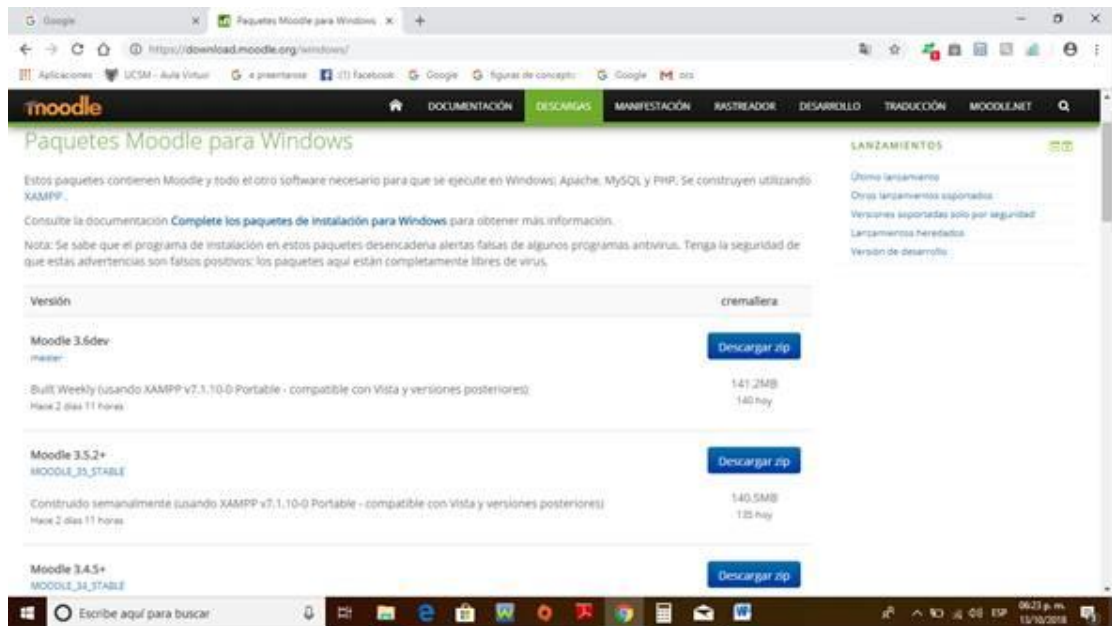 Google
Paquetes Moodle para Windows
https://download.moodle.org/windows/
Aplicaciones
UCSM - Aula Virtual
(1) Facebook
Google
figuras de concepto
Google
moodle
DOCUMENTACIÓN
DESCARGAS
MANIFESTACIÓN
RASTREADOR
DESARROLLO
TRADUCCIÓN
MOODLE.NET
Paquetes Moodle para Windows
Estos paquetes contienen Moodle y todo el otro software necesario para que se ejecute en Windows: Apache, MySQL y PHP. Se construyen utilizando
XAMPP .
Consulte la documentación Complete los paquetes de instalación para Windows para obtener más información.
Nota: Se sabe que el programa de instalación en estos paquetes desencadena alertas falsas de algunos programas antivirus. Tenga la seguridad de
que estas advertencias son falsos positivos: los paquetes aquí están completamente libres de virus.
LANZAMIENTOS
Último lanzamiento
Otros lanzamientos soportados
Versiones soportadas solo por seguridad
Lanzamientos heredados
Versión de desarrollo
Versión
cremallera
Moodle 3.6dev
master
Descargar zip
Built Weekly (usando XAMPP v7.1.10-0 Portable - compatible con Vista y versiones posteriores)
Hace 2 días 11 horas
141.2MB
140 hoy
Moodle 3.5.2+
MOODLE_35_STABLE
Descargar zip
Construido semanalmente (usando XAMPP v7.1.10-0 Portable - compatible con Vista y versiones posteriores)
Hace 2 días 11 horas
140.5MB
135 hoy
Moodle 3.4.5+
MOODLE_34_STABLE
Descargar zip
Escribe aquí para buscar
ESP
06:23 p. m.
13/10/2018